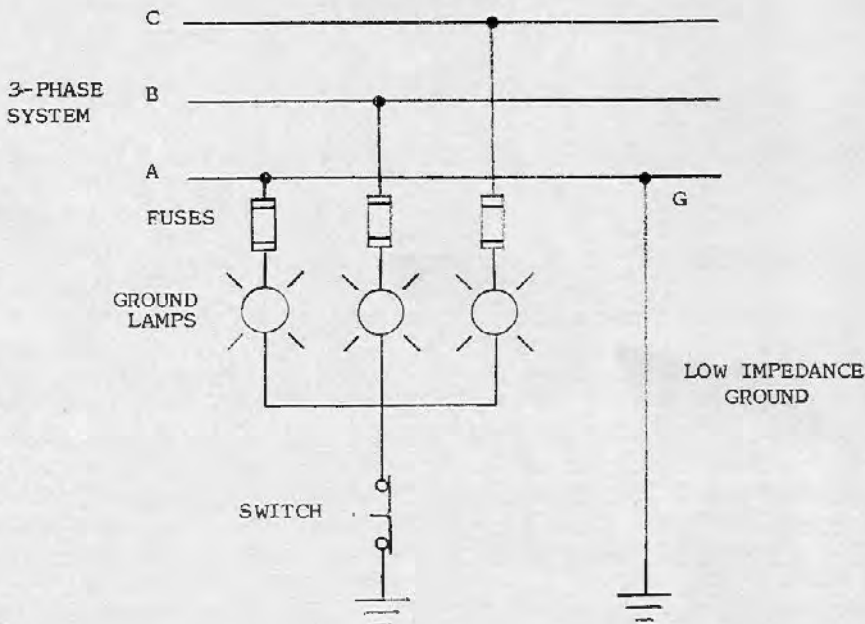 C
3-PHASE
SYSTEM
B
A
G
FUSES
GROUND
LAMPS
LOW IMPEDANCE
GROUND
SWITCH